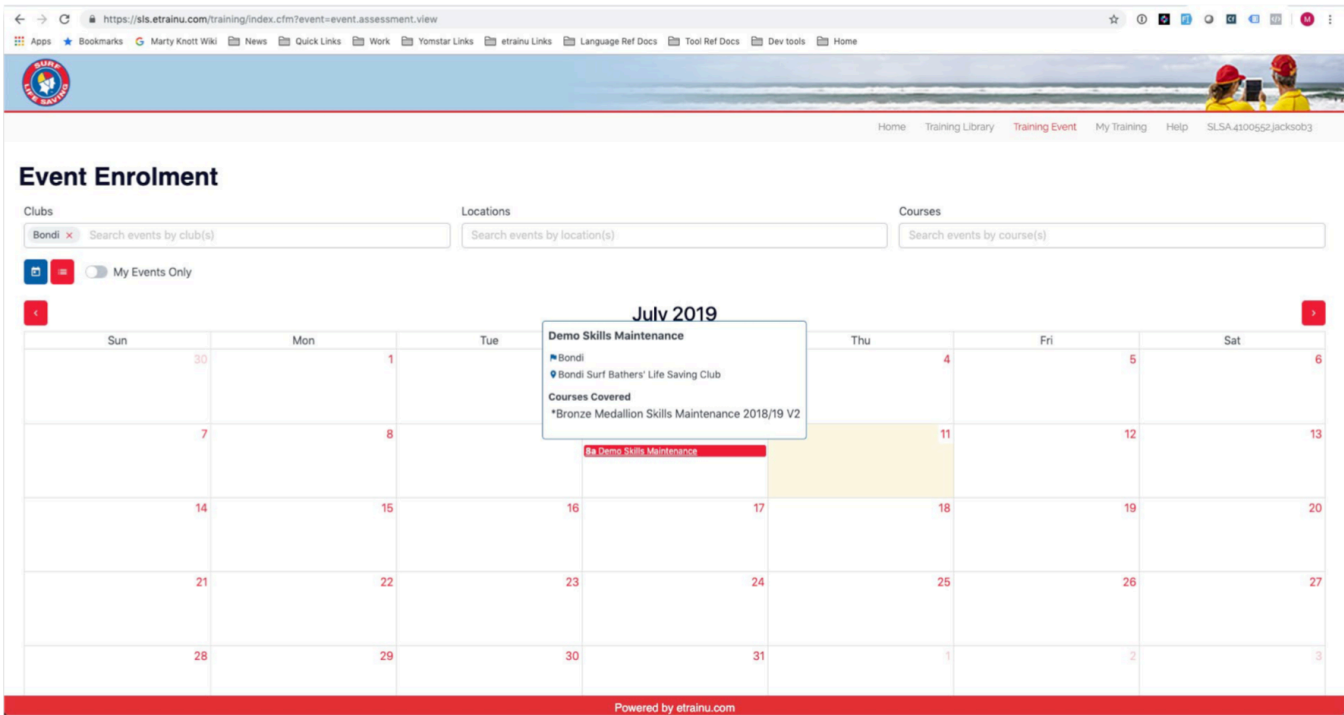 https://sls.etrainu.com/training/index.cfm?event=event.assessment.view
Apps Bookmarks Marty Knott Wiki News Quick Links Work Yomstar Links etrainu Links Language Ref Docs Tool Ref Docs Dev tools Home
SURF
LIFE SAVING
Home Training Library Training Event My Training Help SLSA.4100552.jacksob3
Event Enrolment
Clubs Locations Courses
Bondi × Search events by club(s) Search events by location(s) Search events by course(s)
My Events Only
July 2019
Sun Mon Tue Thu Fri Sat
Demo Skills Maintenance
Bondi
Bondi Surf Bathers' Life Saving Club
Courses Covered
*Bronze Medallion Skills Maintenance 2018/19 V2
30 1 4 5 6
7 8 11 12 13
8a Demo Skills Maintenance
14 15 16 17 18 19 20
21 22 23 24 25 26 27
28 29 30 31 1 2 3
Powered by etrainu.com